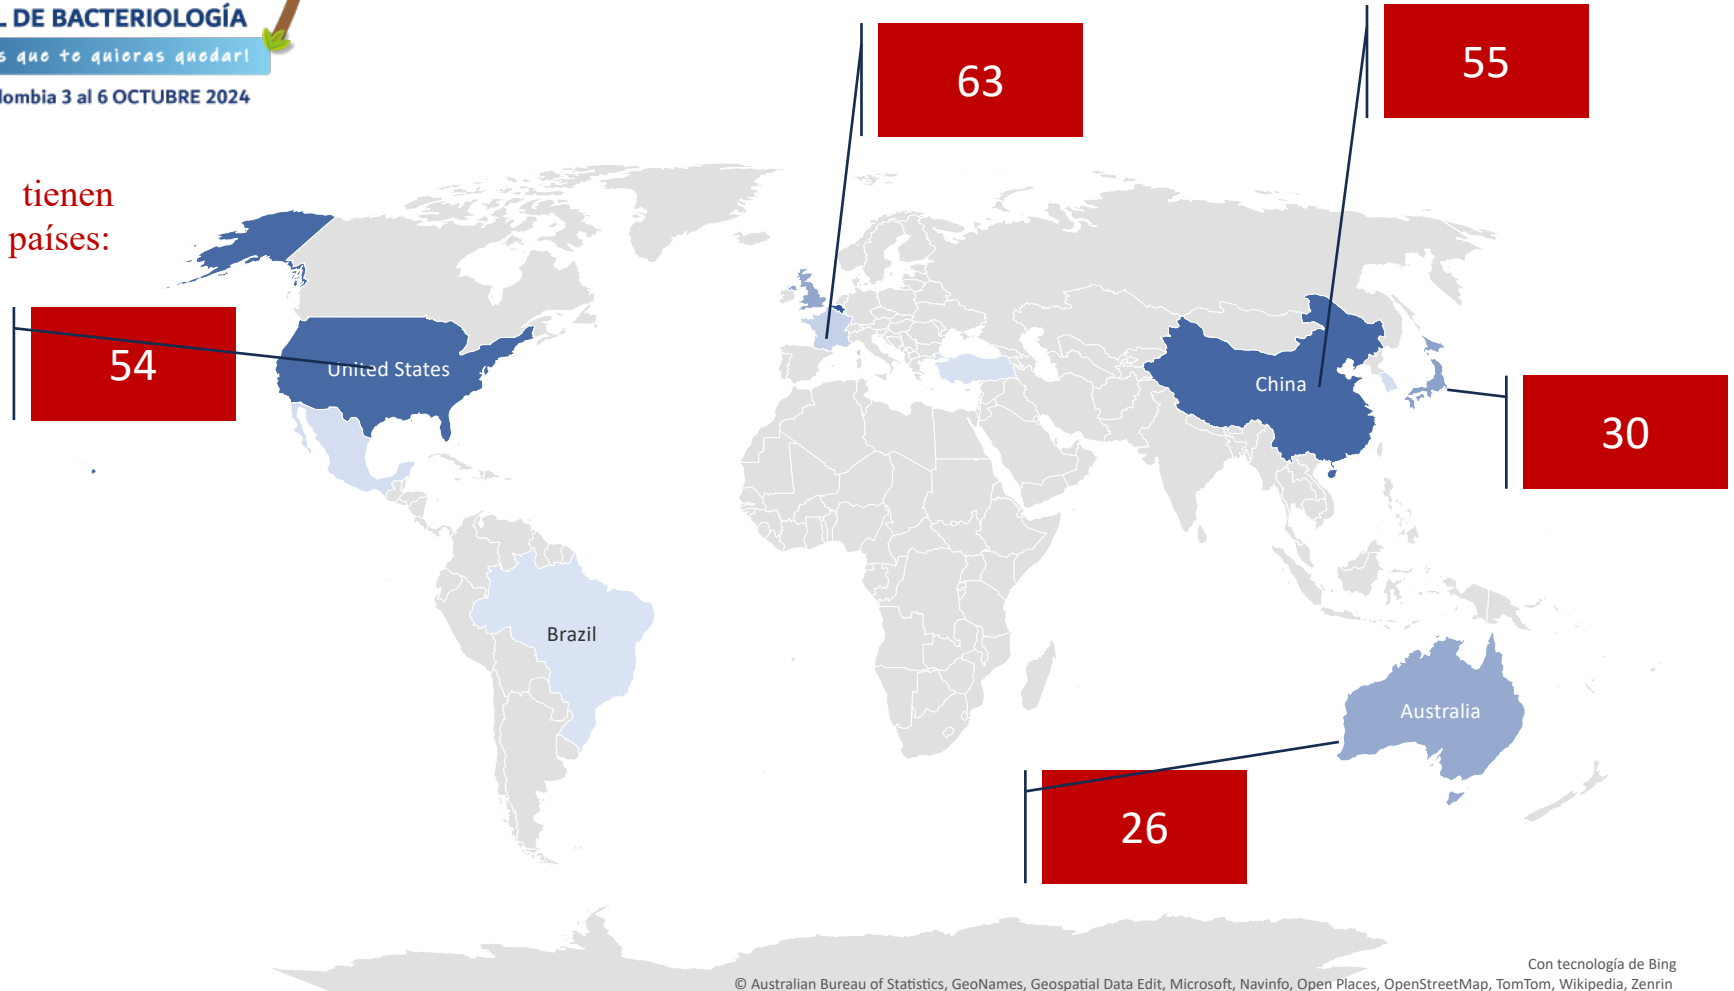 L DE BACTERIOLOGÍA
s que te quieras quedar!
lombia 3 al 6 OCTUBRE 2024
tienen
países:
63
55
54
United States
China
30
Brazil
Australia
26
Con tecnología de Bing
© Australian Bureau of Statistics, GeoNames, Geospatial Data Edit, Microsoft, Navinfo, Open Places, OpenStreetMap, TomTom, Wikipedia, Zenrin